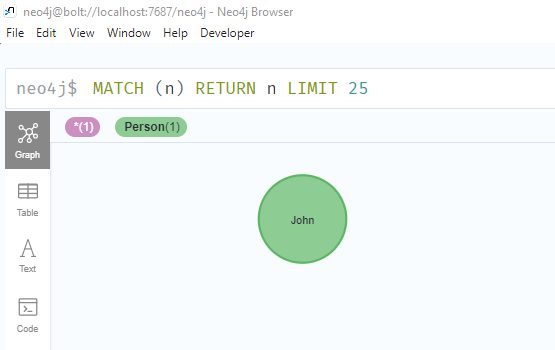 neo4j@bolt://localhost:7687/neo4j - Neo4j Browser
File Edit View Window Help Developer
neo4j$ MATCH (n) RETURN n LIMIT 25
*(1) Person(1)
Graph
John
Table
Text
Code